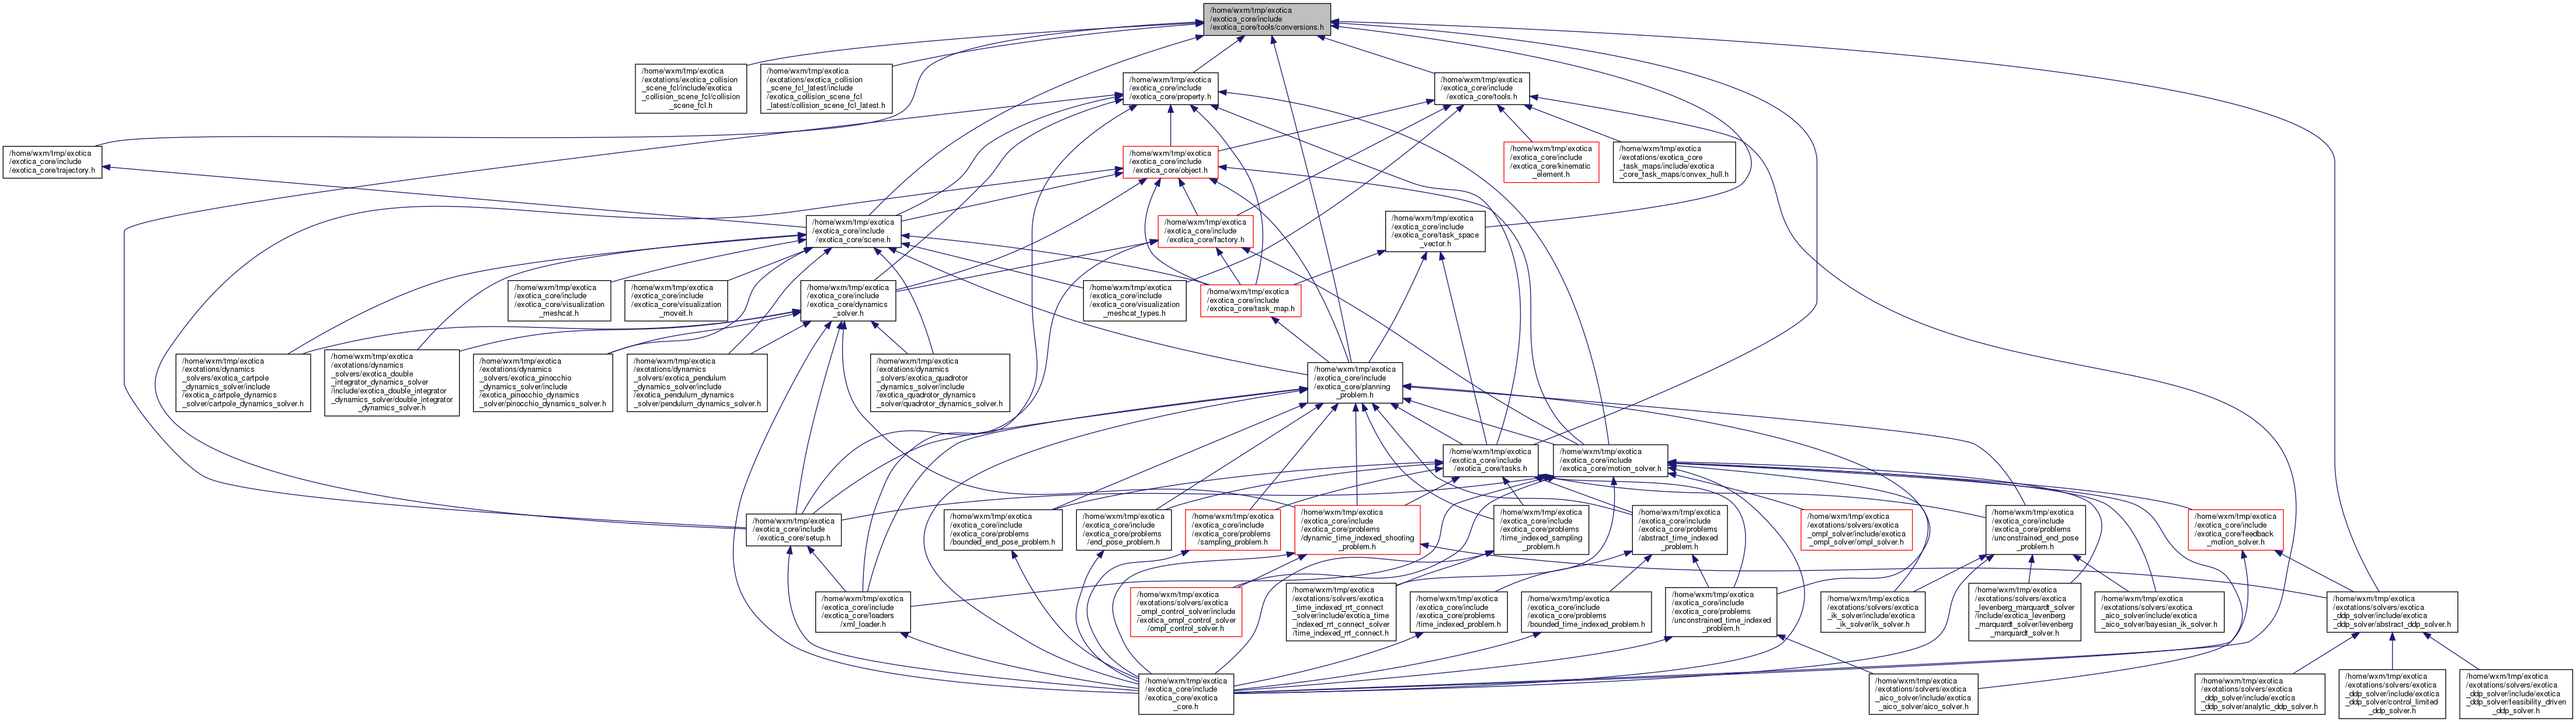 /home/wxm/tmp/exotica
/exotica_core/include
/exotica_core/tools/conversions.h
/home/wxm/tmp/exotica
/exotations/exotica_collision
_scene_fcl/include/exotica
_collision_scene_fcl/collision
_scene_fcl.h
/home/wxm/tmp/exotica
/exotations/exotica_collision
_scene_fcl_latest/include
/exotica_collision_scene_fcl
_latest/collision_scene_fcl_latest.h
/home/wxm/tmp/exotica
/exotica_core/include
/exotica_core/property.h
/home/wxm/tmp/exotica
/exotica_core/include
/exotica_core/tools.h
/home/wxm/tmp/exotica
/exotica_core/include
/exotica_core/trajectory.h
/home/wxm/tmp/exotica
/exotica_core/include
/exotica_core/object.h
/home/wxm/tmp/exotica
/exotica_core/include
/exotica_core/kinematic
_element.h
/home/wxm/tmp/exotica
/exotations/exotica_core
_task_maps/include/exotica
_core_task_maps/convex_hull.h
/home/wxm/tmp/exotica
/exotica_core/include
/exotica_core/scene.h
/home/wxm/tmp/exotica
/exotica_core/include
/exotica_core/factory.h
/home/wxm/tmp/exotica
/exotica_core/include
/exotica_core/task_space
_vector.h
/home/wxm/tmp/exotica
/exotica_core/include
/exotica_core/visualization
_meshcat.h
/home/wxm/tmp/exotica
/exotica_core/include
/exotica_core/visualization
_moveit.h
/home/wxm/tmp/exotica
/exotica_core/include
/exotica_core/dynamics
_solver.h
/home/wxm/tmp/exotica
/exotica_core/include
/exotica_core/visualization
_meshcat_types.h
/home/wxm/tmp/exotica
/exotica_core/include
/exotica_core/task_map.h
/home/wxm/tmp/exotica
/exotations/dynamics
_solvers/exotica_cartpole
_dynamics_solver/include
/exotica_cartpole_dynamics
_solver/cartpole_dynamics_solver.h
/home/wxm/tmp/exotica
/exotations/dynamics
_solvers/exotica_double
_integrator_dynamics_solver
/include/exotica_double_integrator
_dynamics_solver/double_integrator
_dynamics_solver.h
/home/wxm/tmp/exotica
/exotations/dynamics
_solvers/exotica_pinocchio
_dynamics_solver/include
/exotica_pinocchio_dynamics
_solver/pinocchio_dynamics_solver.h
/home/wxm/tmp/exotica
/exotations/dynamics
_solvers/exotica_pendulum
_dynamics_solver/include
/exotica_pendulum_dynamics
_solver/pendulum_dynamics_solver.h
/home/wxm/tmp/exotica
/exotations/dynamics
_solvers/exotica_quadrotor
_dynamics_solver/include
/exotica_quadrotor_dynamics
_solver/quadrotor_dynamics_solver.h
/home/wxm/tmp/exotica
/exotica_core/include
/exotica_core/planning
_problem.h
/home/wxm/tmp/exotica
/exotica_core/include
/exotica_core/tasks.h
/home/wxm/tmp/exotica
/exotica_core/include
/exotica_core/motion_solver.h
/home/wxm/tmp/exotica
/exotica_core/include
/exotica_core/setup.h
/home/wxm/tmp/exotica
/exotica_core/include
/exotica_core/problems
/bounded_end_pose_problem.h
/home/wxm/tmp/exotica
/exotica_core/include
/exotica_core/problems
/end_pose_problem.h
/home/wxm/tmp/exotica
/exotica_core/include
/exotica_core/problems
/sampling_problem.h
/home/wxm/tmp/exotica
/exotica_core/include
/exotica_core/problems
/dynamic_time_indexed_shooting
_problem.h
/home/wxm/tmp/exotica
/exotica_core/include
/exotica_core/problems
/time_indexed_sampling
_problem.h
/home/wxm/tmp/exotica
/exotica_core/include
/exotica_core/problems
/abstract_time_indexed
_problem.h
/home/wxm/tmp/exotica
/exotations/solvers/exotica
_ompl_solver/include/exotica
_ompl_solver/ompl_solver.h
/home/wxm/tmp/exotica
/exotica_core/include
/exotica_core/problems
/unconstrained_end_pose
_problem.h
/home/wxm/tmp/exotica
/exotica_core/include
/exotica_core/feedback
_motion_solver.h
/home/wxm/tmp/exotica
/exotica_core/include
/exotica_core/loaders
/xml_loader.h
/home/wxm/tmp/exotica
/exotations/solvers/exotica
_ompl_control_solver/include
/exotica_ompl_control_solver
/ompl_control_solver.h
/home/wxm/tmp/exotica
/exotations/solvers/exotica
_time_indexed_rrt_connect
_solver/include/exotica_time
_indexed_rrt_connect_solver
/time_indexed_rrt_connect.h
/home/wxm/tmp/exotica
/exotica_core/include
/exotica_core/problems
/time_indexed_problem.h
/home/wxm/tmp/exotica
/exotica_core/include
/exotica_core/problems
/bounded_time_indexed_problem.h
/home/wxm/tmp/exotica
/exotica_core/include
/exotica_core/problems
/unconstrained_time_indexed
_problem.h
/home/wxm/tmp/exotica
/exotations/solvers/exotica
_ik_solver/include/exotica
_ik_solver/ik_solver.h
/home/wxm/tmp/exotica
/exotations/solvers/exotica
_levenberg_marquardt_solver
/include/exotica_levenberg
_marquardt_solver/levenberg
_marquardt_solver.h
/home/wxm/tmp/exotica
/exotations/solvers/exotica
_aico_solver/include/exotica
_aico_solver/bayesian_ik_solver.h
/home/wxm/tmp/exotica
/exotations/solvers/exotica
_ddp_solver/include/exotica
_ddp_solver/abstract_ddp_solver.h
/home/wxm/tmp/exotica
/exotica_core/include
/exotica_core/exotica
_core.h
/home/wxm/tmp/exotica
/exotations/solvers/exotica
_aico_solver/include/exotica
_aico_solver/aico_solver.h
/home/wxm/tmp/exotica
/exotations/solvers/exotica
_ddp_solver/include/exotica
_ddp_solver/analytic_ddp_solver.h
/home/wxm/tmp/exotica
/exotations/solvers/exotica
_ddp_solver/include/exotica
_ddp_solver/control_limited
_ddp_solver.h
/home/wxm/tmp/exotica
/exotations/solvers/exotica
_ddp_solver/include/exotica
_ddp_solver/feasibility_driven
_ddp_solver.h